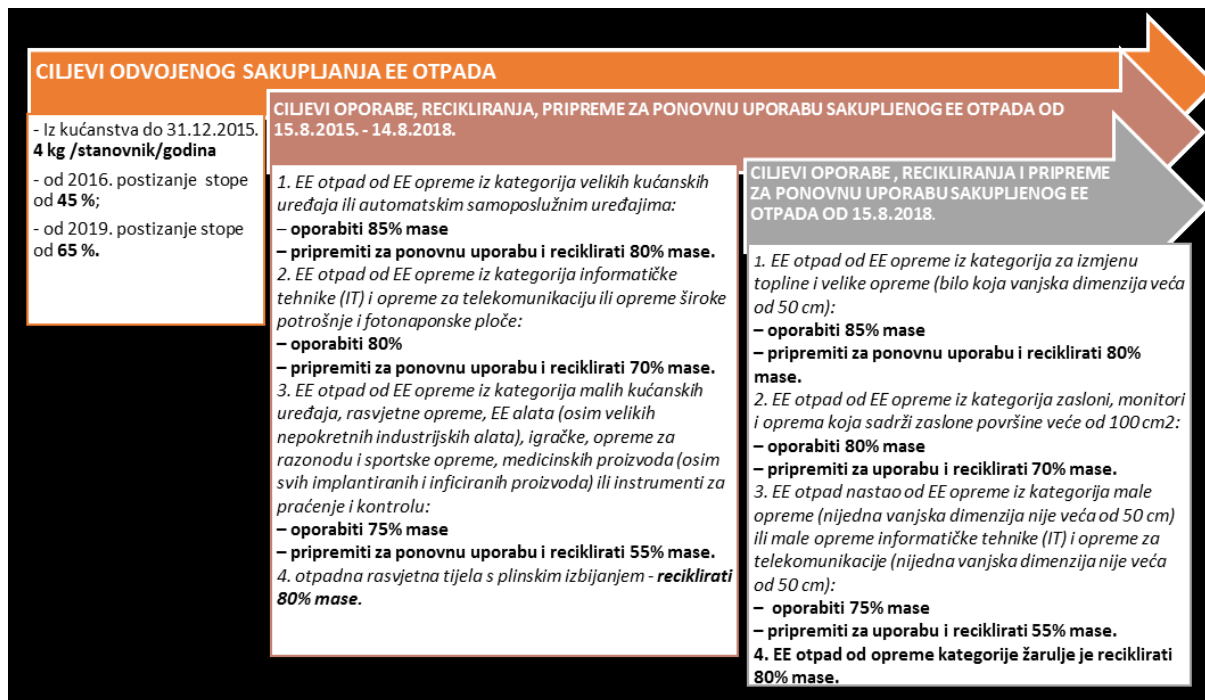 CILJEVI ODVOJENOG SAKUPLJANJA EE OTPADA
- Iz kućanstva do 31.12.2015.
4 kg /stanovnik/godina
- od 2016. postizanje stope
od 45 %;
- od 2019. postizanje stope
od 65 %.
CILJEVI OPORABE, RECIKLIRANJA, PRIPREME ZA PONOVNU UPORABU SAKUPLJENOG EE OTPADA OD
15.8.2015. - 14.8.2018.
1. EE otpad od EE opreme iz kategorija velikih kućanskih
uređaja ili automatskim samoposlužnim uređajima:
– oporabiti 85% mase
– pripremiti za ponovnu uporabu i reciklirati 80% mase.
2. EE otpad od EE opreme iz kategorija informatičke
tehnike (IT) i opreme za telekomunikaciju ili opreme široke
potrošnje i fotonaponske ploče:
– oporabiti 80%
– pripremiti za ponovnu uporabu i reciklirati 70% mase.
3. EE otpad od EE opreme iz kategorija malih kućanskih
uređaja, rasvjetne opreme, EE alata (osim velikih
nepokretnih industrijskih alata), igračke, opreme za
razonodu i sportske opreme, medicinskih proizvoda (osim
svih implantiranih i inficiranih proizvoda) ili instrumenti za
praćenje i kontrolu:
– oporabiti 75% mase
– pripremiti za ponovnu uporabu i reciklirati 55% mase.
4. otpadna rasvjetna tijela s plinskim izbijanjem - reciklirati
80% mase.
CILJEVI OPORABE , RECIKLIRANJA I PRIPREME
ZA PONOVNU UPORABU SAKUPLJENOG EE
OTPADA OD 15.8.2018.
1. EE otpad od EE opreme iz kategorija za izmjenu
topline i velike opreme (bilo koja vanjska dimenzija veća
od 50 cm):
– oporabiti 85% mase
– pripremiti za ponovnu uporabu i reciklirati 80%
mase.
2. EE otpad od EE opreme iz kategorija zasloni, monitori
i oprema koja sadrži zaslone površine veće od 100 cm2:
– oporabiti 80% mase
– pripremiti za uporabu i reciklirati 70% mase.
3. EE otpad nastao od EE opreme iz kategorija male
opreme (nijedna vanjska dimenzija nije veća od 50 cm)
ili male opreme informatičke tehnike (IT) i opreme za
telekomunikacije (nijedna vanjska dimenzija nije veća
od 50 cm):
– oporabiti 75% mase
– pripremiti za uporabu i reciklirati 55% mase.
4. EE otpad od opreme kategorije žarulje je reciklirati
80% mase.